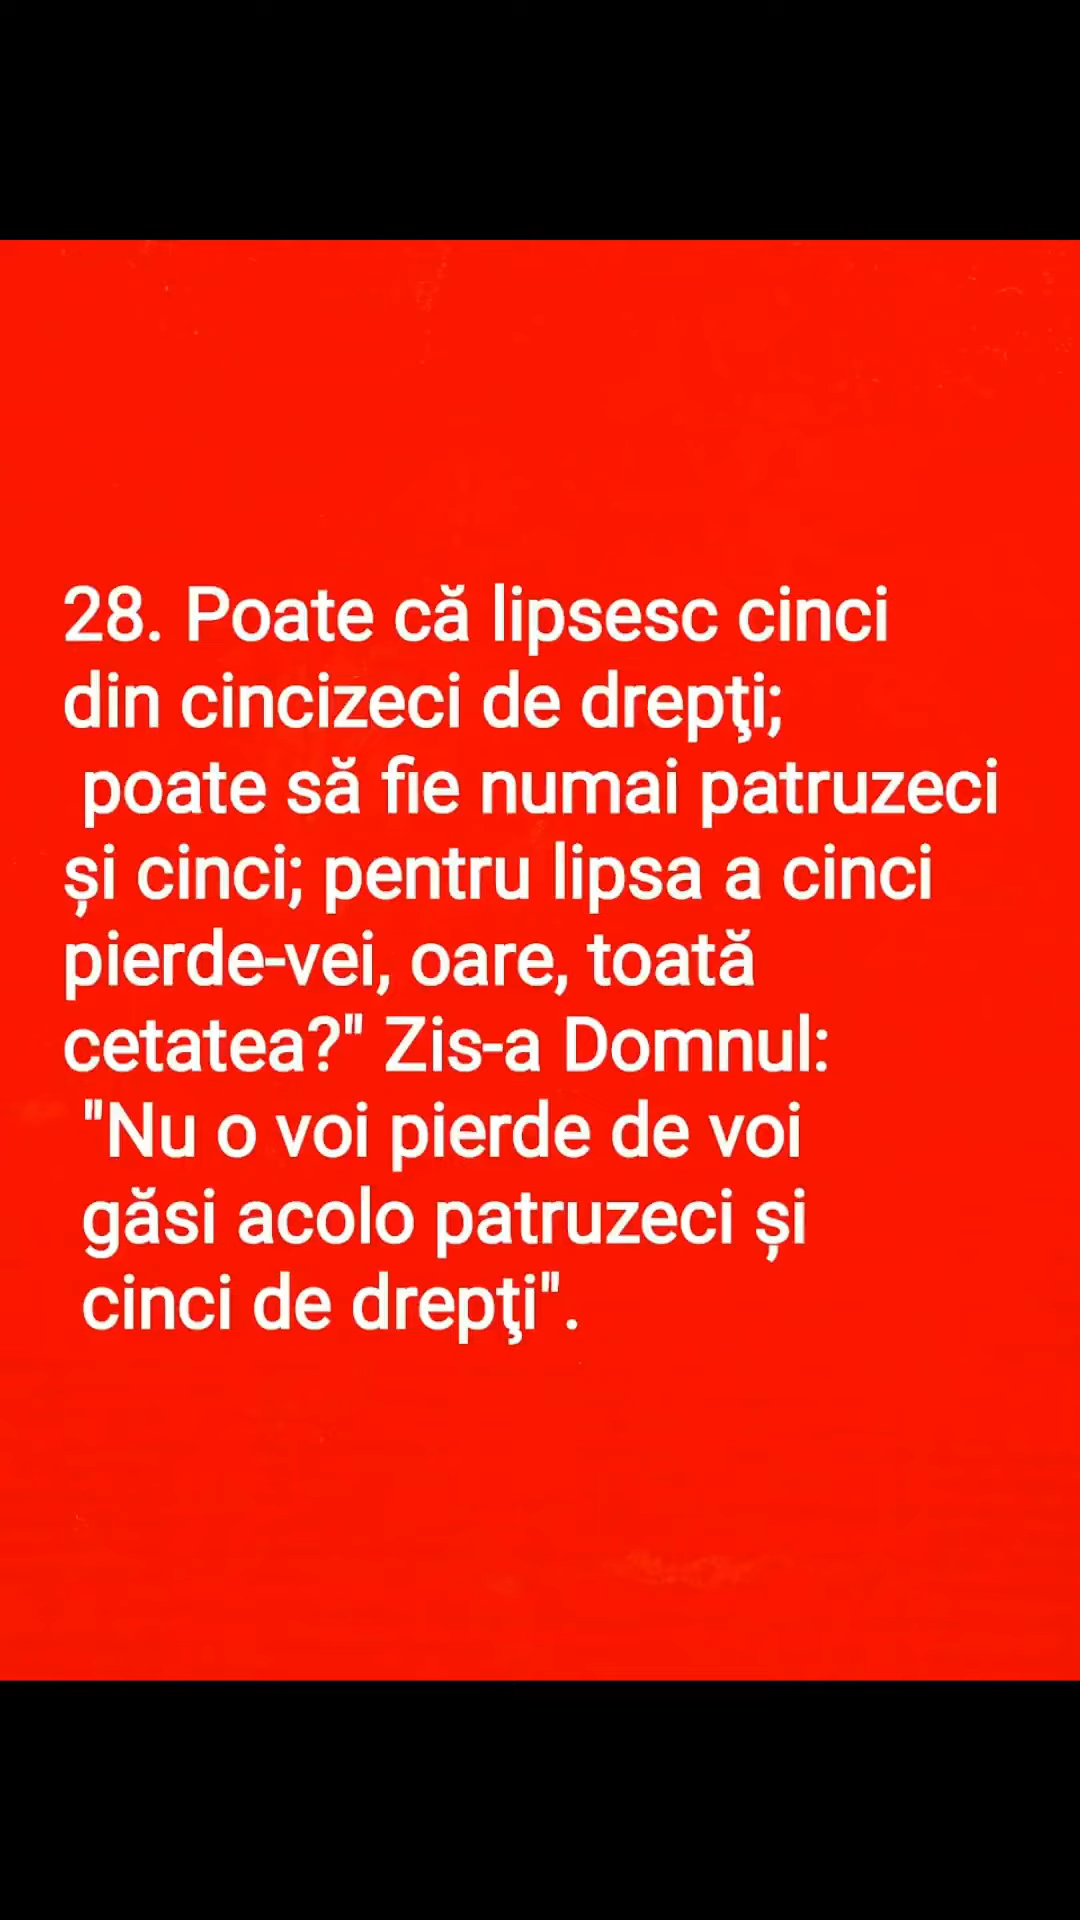 28. Poate că lipsesc cinci
din cincizeci de drepţi;
poate să fie numai patruzeci
și cinci; pentru lipsa a cinci
pierde-vei, oare, toată
cetatea?" Zis-a Domnul:
"Nu o voi pierde de voi
găsi acolo patruzeci și
cinci de drepţi".